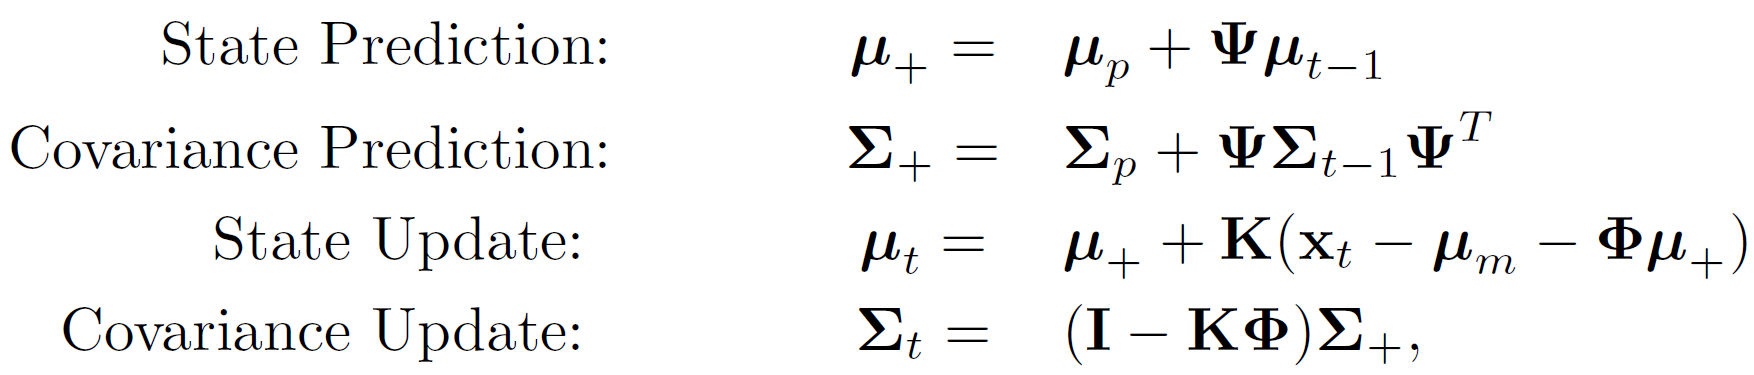 State Prediction: μ₊ = μₚ + Ψμₜ₋₁
Covariance Prediction: Σ₊ = Σₚ + ΨΣₜ₋₁Ψᵀ
State Update: μₜ = μ₊ + K(xₜ − μₘ − Φμ₊)
Covariance Update: Σₜ = (I − KΦ)Σ₊,